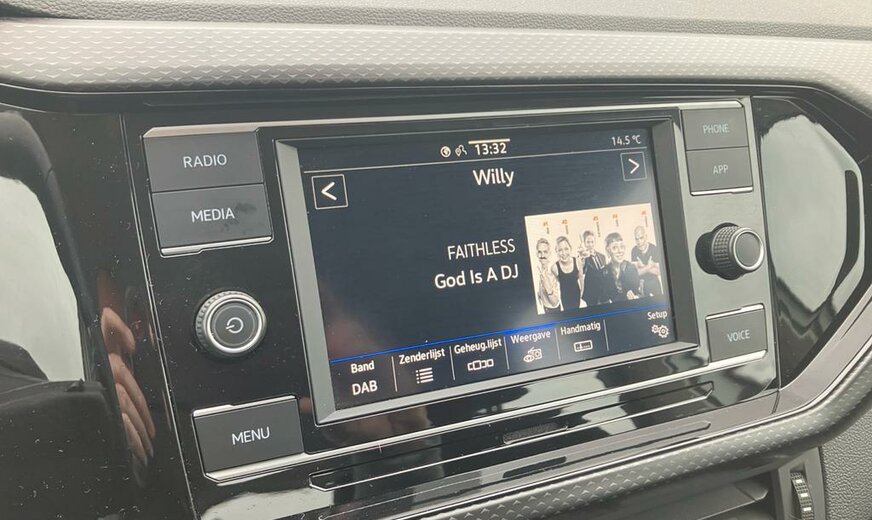 RADIO
MEDIA
MENU
13:32
14.5 °C
Willy
FAITHLESS
God Is A DJ
Band
DAB
Zenderlijst
Geheug.lijst
Weergave
Handmatig
Setup
PHONE
APP
VOICE